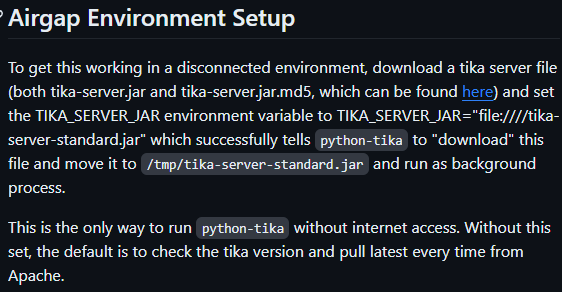 Airgap Environment Setup
To get this working in a disconnected environment, download a tika server file
(both tika-server.jar and tika-server.jar.md5, which can be found here) and set
the TIKA_SERVER_JAR environment variable to TIKA_SERVER_JAR="file:////tika-
server-standard.jar" which successfully tells python-tika to "download" this
file and move it to /tmp/tika-server-standard.jar and run as background
process.
This is the only way to run python-tika without internet access. Without this
set, the default is to check the tika version and pull latest every time from
Apache.